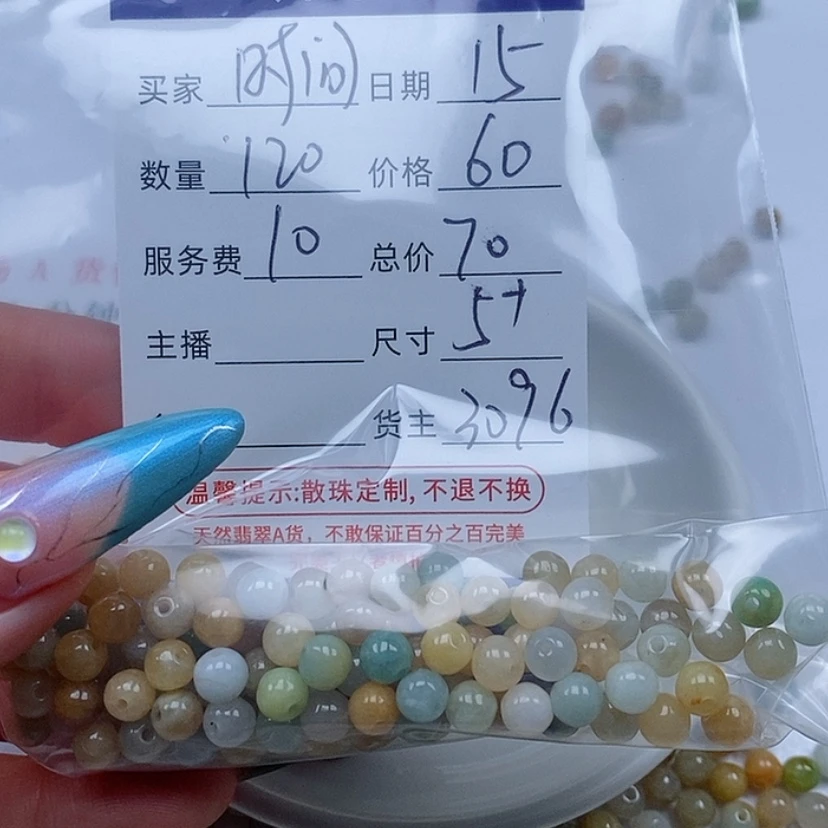 买家 时间 日期 15
数量 120 价格 60
服务费 10 总价 70
主播 尺寸 5+
货主 3096
温馨提示:散珠定制,不退不换
天然翡翠A货，不敢保证百分之百完美